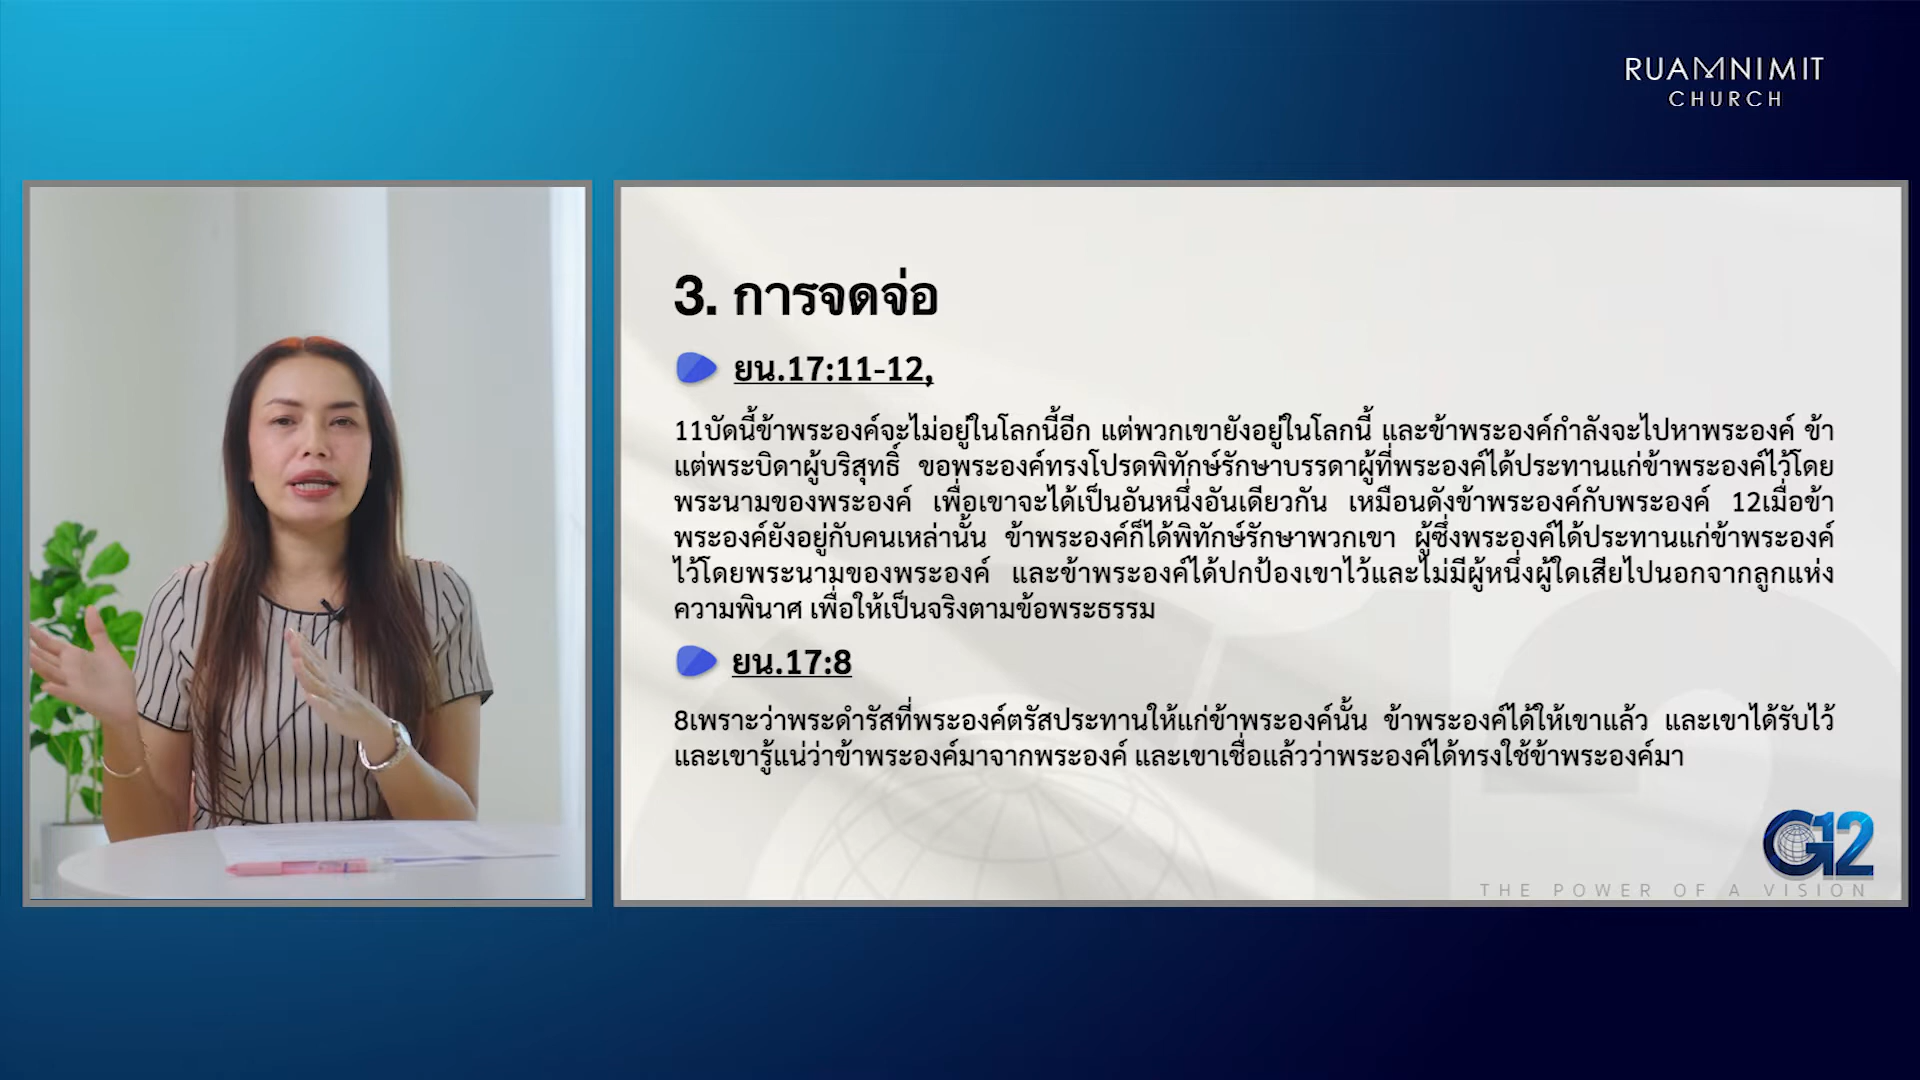 RUAMNIMIT
CHURCH
3. การจดจ่อ
ยน.17:11-12,
11บัดนี้ข้าพระองค์จะไม่อยู่ในโลกนี้อีก แต่พวกเขายังอยู่ในโลกนี้ และข้าพระองค์กำลังจะไปหาพระองค์ ข้า
แต่พระบิดาผู้บริสุทธิ์ ขอพระองค์ทรงโปรดพิทักษ์รักษาบรรดาผู้ที่พระองค์ได้ประทานแก่ข้าพระองค์ไว้โดย
พระนามของพระองค์ เพื่อเขาจะได้เป็นอันหนึ่งอันเดียวกัน เหมือนดังข้าพระองค์กับพระองค์ 12เมื่อข้า
พระองค์ยังอยู่กับคนเหล่านั้น ข้าพระองค์ก็ได้พิทักษ์รักษาพวกเขา ผู้ซึ่งพระองค์ได้ประทานแก่ข้าพระองค์
ไว้โดยพระนามของพระองค์ และข้าพระองค์ได้ปกป้องเขาไว้และไม่มีผู้หนึ่งผู้ใดเสียไปนอกจากลูกแห่ง
ความพินาศ เพื่อให้เป็นจริงตามข้อพระธรรม
ยน.17:8
8เพราะว่าพระดำรัสที่พระองค์ตรัสประทานให้แก่ข้าพระองค์นั้น ข้าพระองค์ได้ให้เขาแล้ว และเขาได้รับไว้
และเขารู้แน่ว่าข้าพระองค์มาจากพระองค์ และเขาเชื่อแล้วว่าพระองค์ได้ทรงใช้ข้าพระองค์มา
G12
THE POWER OF A VISION